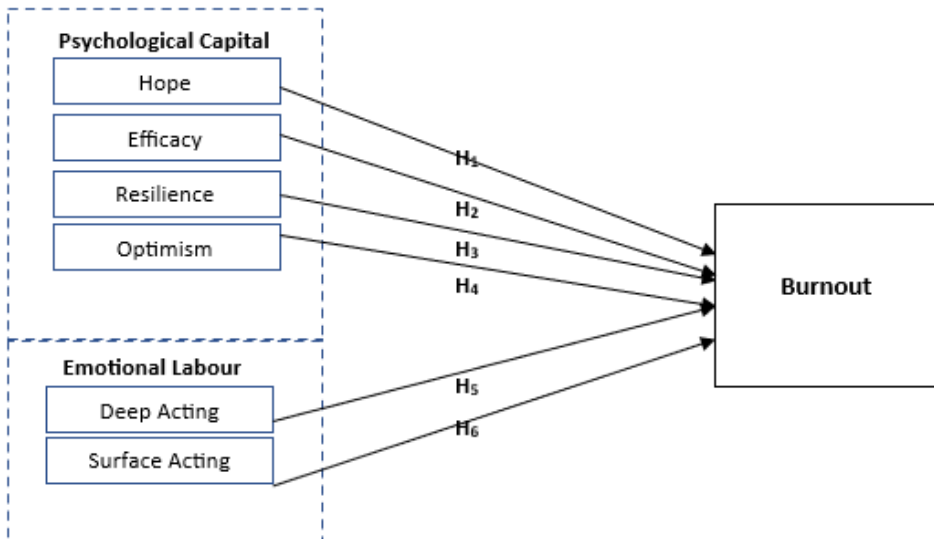 Psychological Capital
Hope
Efficacy
Resilience
Optimism
H₁
H₂
H₃
H₄
Burnout
Emotional Labour
Deep Acting
Surface Acting
H₅
H₆